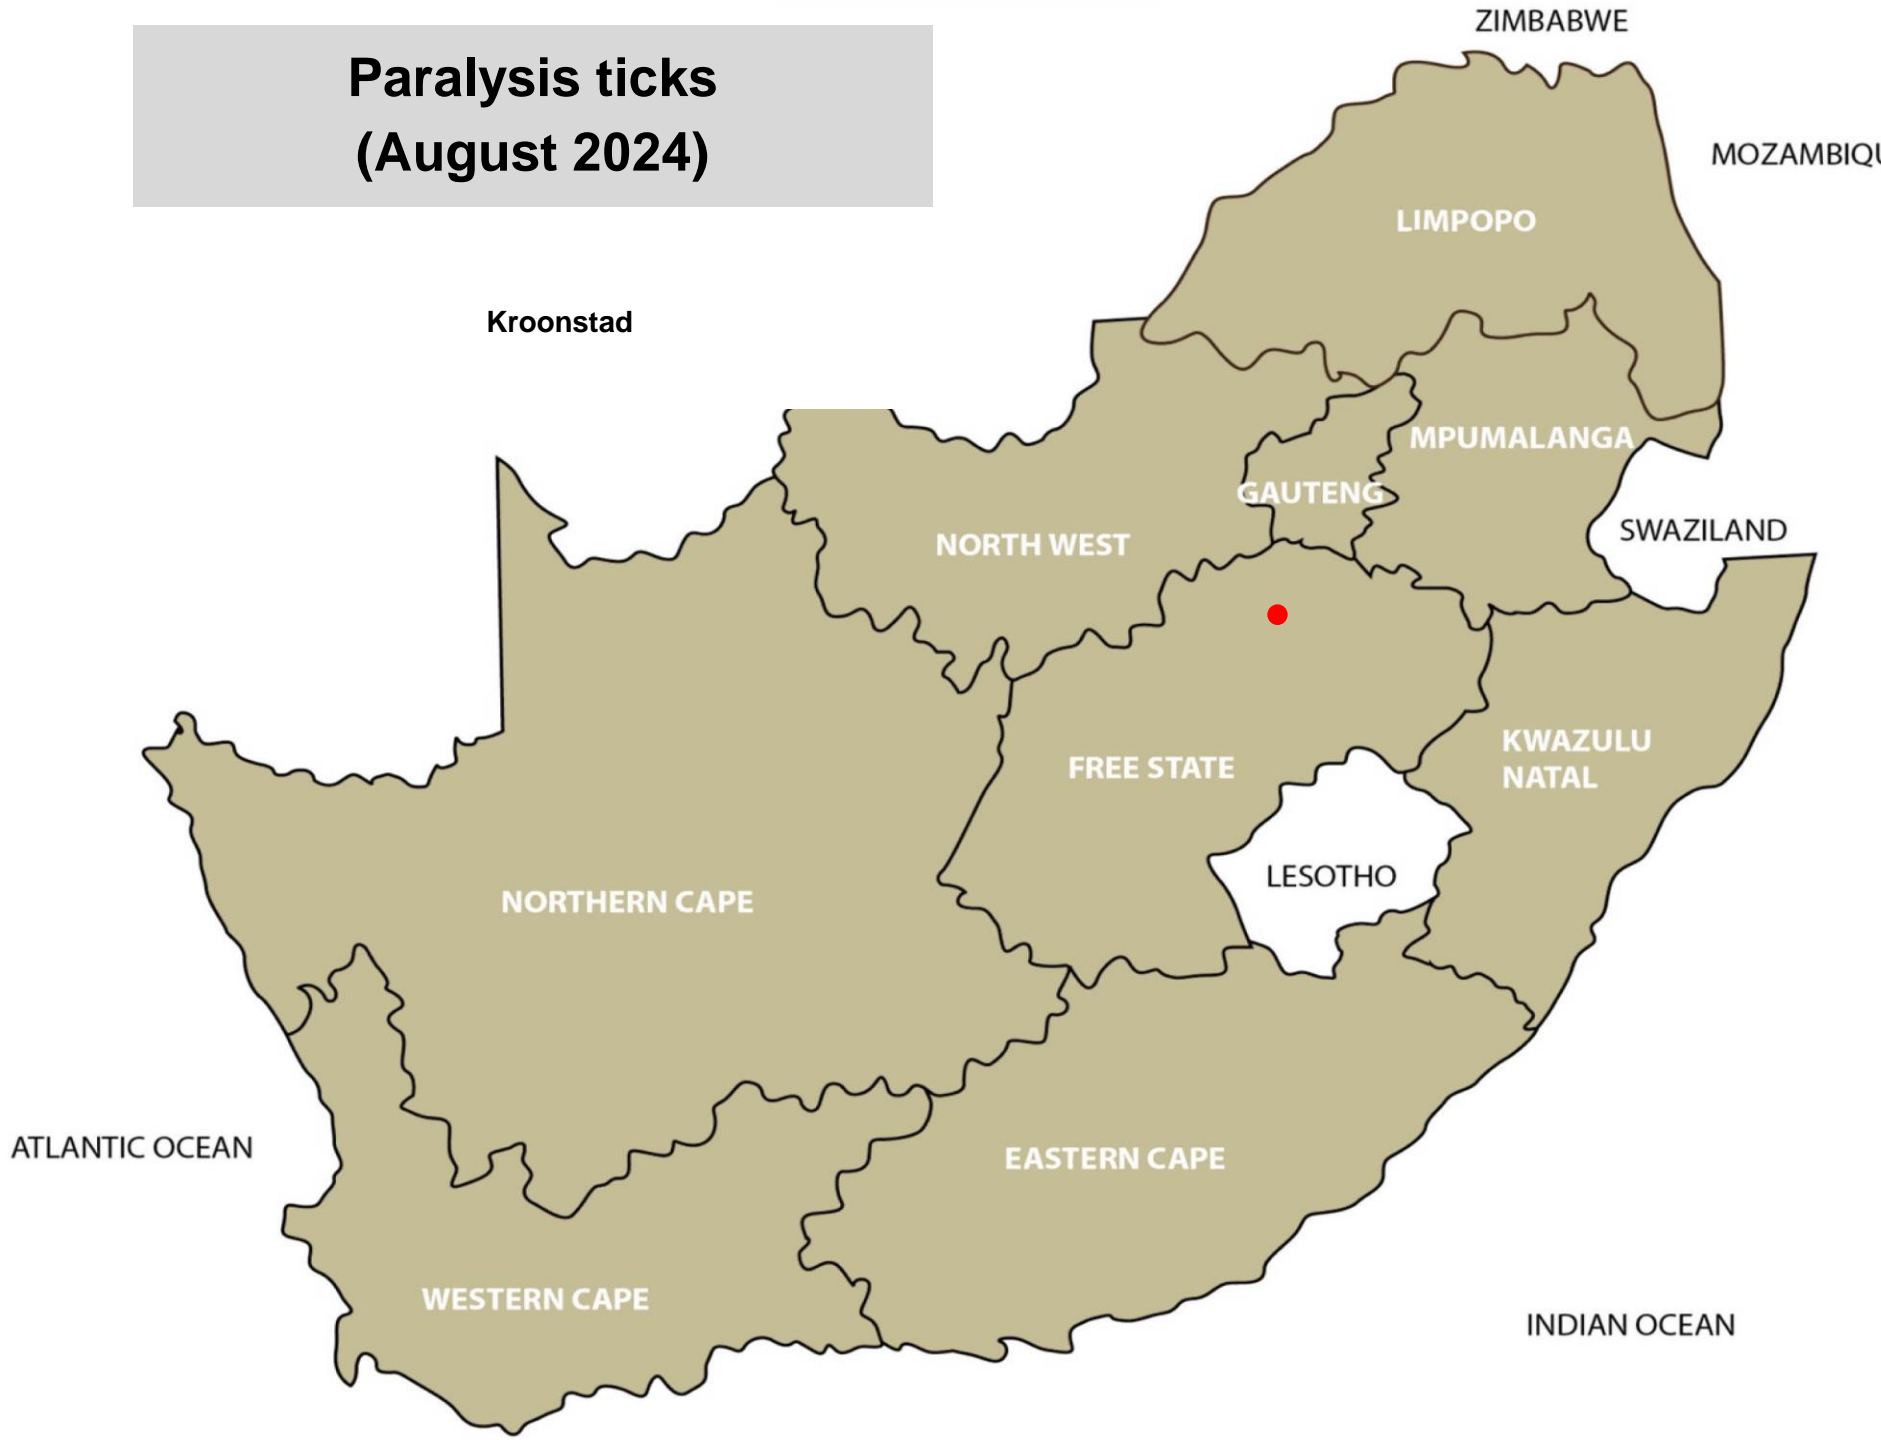 ZIMBABWE
Paralysis ticks
(August 2024)
MOZAMBIQU
LIMPOPO
Kroonstad
MPUMALANGA
GAUTENG
SWAZILAND
NORTH WEST
KWAZULU
NATAL
FREE STATE
LESOTHO
NORTHERN CAPE
ATLANTIC OCEAN
EASTERN CAPE
WESTERN CAPE
INDIAN OCEAN